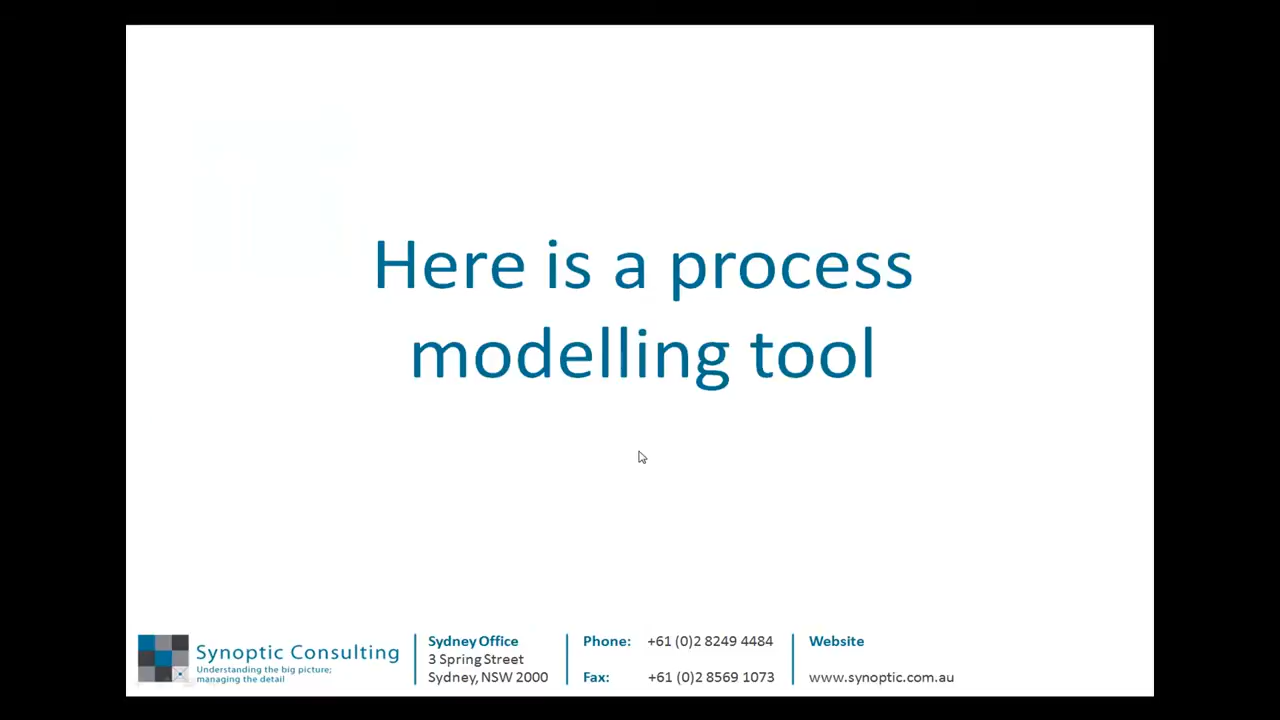 Here is a process
modelling tool
Synoptic Consulting
Understanding the big picture;
managing the detail
Sydney Office
3 Spring Street
Sydney, NSW 2000
Phone: +61 (0)2 8249 4484
Fax: +61 (0)2 8569 1073
Website
www.synoptic.com.au